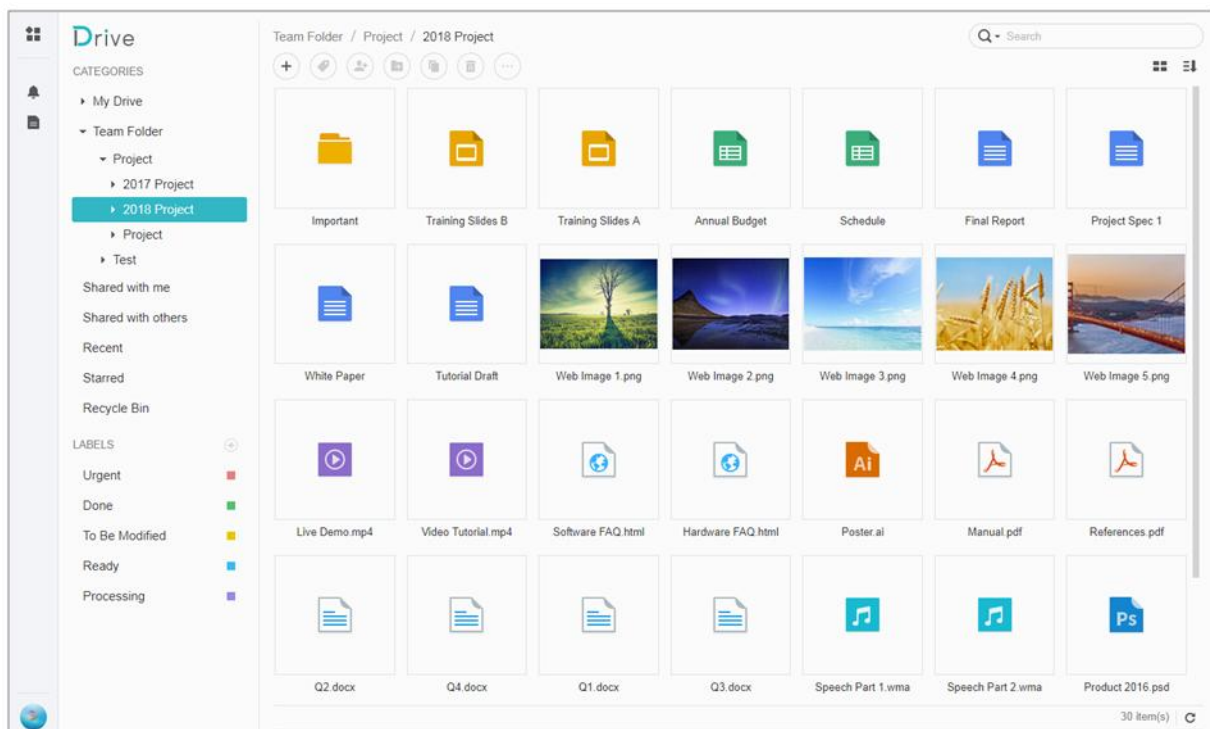 Drive
CATEGORIES
My Drive
Team Folder
Project
2017 Project
2018 Project
Project
Test
Shared with me
Shared with others
Recent
Starred
Recycle Bin
LABELS
Urgent
Done
To Be Modified
Ready
Processing
Team Folder / Project / 2018 Project
Search
Important Training Slides B Training Slides A Annual Budget Schedule Final Report Project Spec 1
White Paper Tutorial Draft Web Image 1.png Web Image 2.png Web Image 3.png Web Image 4.png Web Image 5.png
Ai
Live Demo.mp4 Video Tutorial.mp4 Software FAQ.html Hardware FAQ.html Poster.ai Manual.pdf References.pdf
Ps
Q2.docx Q4.docx Q1.docx Q3.docx Speech Part 1.wma Speech Part 2.wma Product 2016.psd
30 item(s)